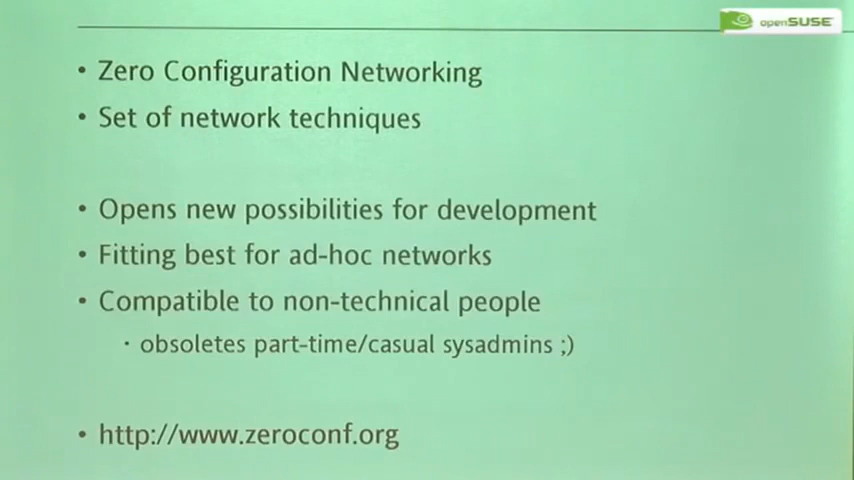 openSUSE
• Zero Configuration Networking
• Set of network techniques
• Opens new possibilities for development
• Fitting best for ad-hoc networks
• Compatible to non-technical people
• obsoletes part-time/casual sysadmins ;)
• http://www.zeroconf.org